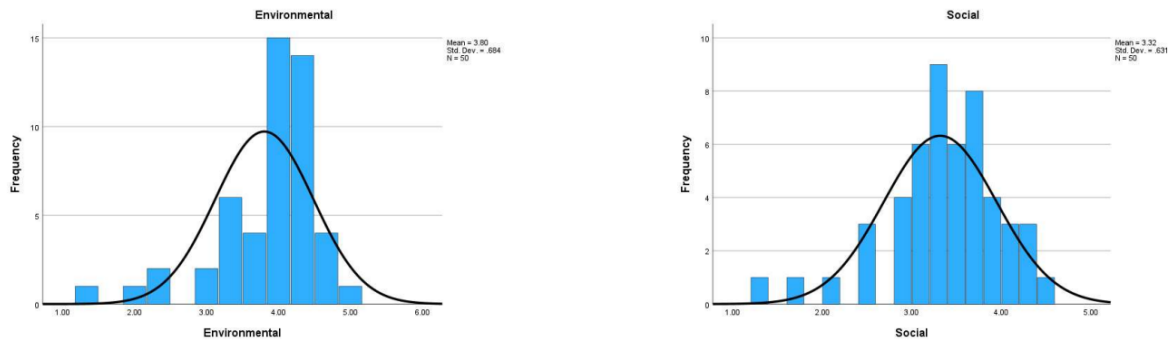 Environmental
Mean = 3.80
Std. Dev. = .684
N = 50
Frequency
15
10
5
0
1.00 2.00 3.00 4.00 5.00 6.00
Environmental
Social
Mean = 3.32
Std. Dev. = .631
N = 50
Frequency
10
8
6
4
2
0
1.00 2.00 3.00 4.00 5.00
Social